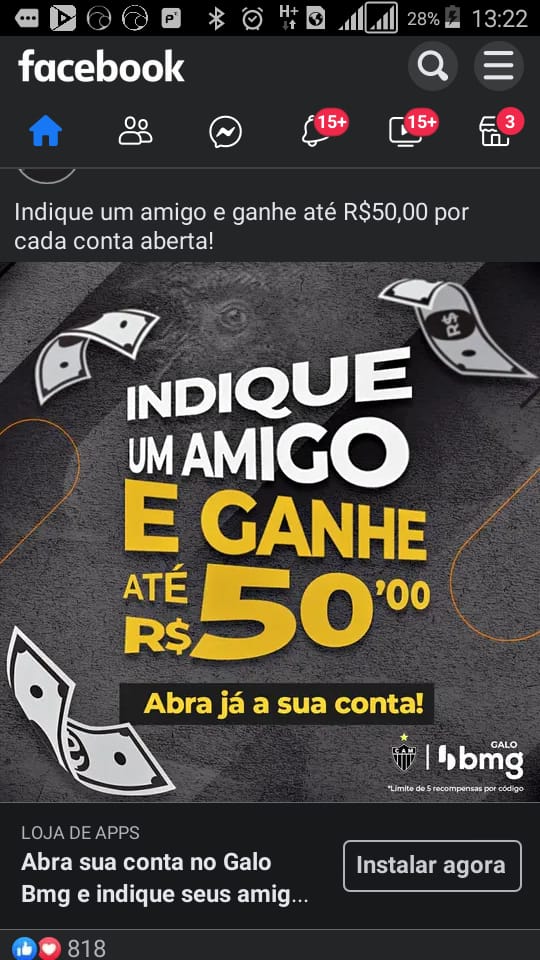 H+ 28% 13:22
facebook
15+ 15+ 3
Indique um amigo e ganhe até R$50,00 por
cada conta aberta!
R$
INDIQUE
UM AMIGO
E GANHE
ATÉ
R$50,00
Abra já a sua conta!
CAM
GALO
bmg
*Limite de 5 recompensas por código
LOJA DE APPS
Abra sua conta no Galo
Bmg e indique seus amig...
Instalar agora
818